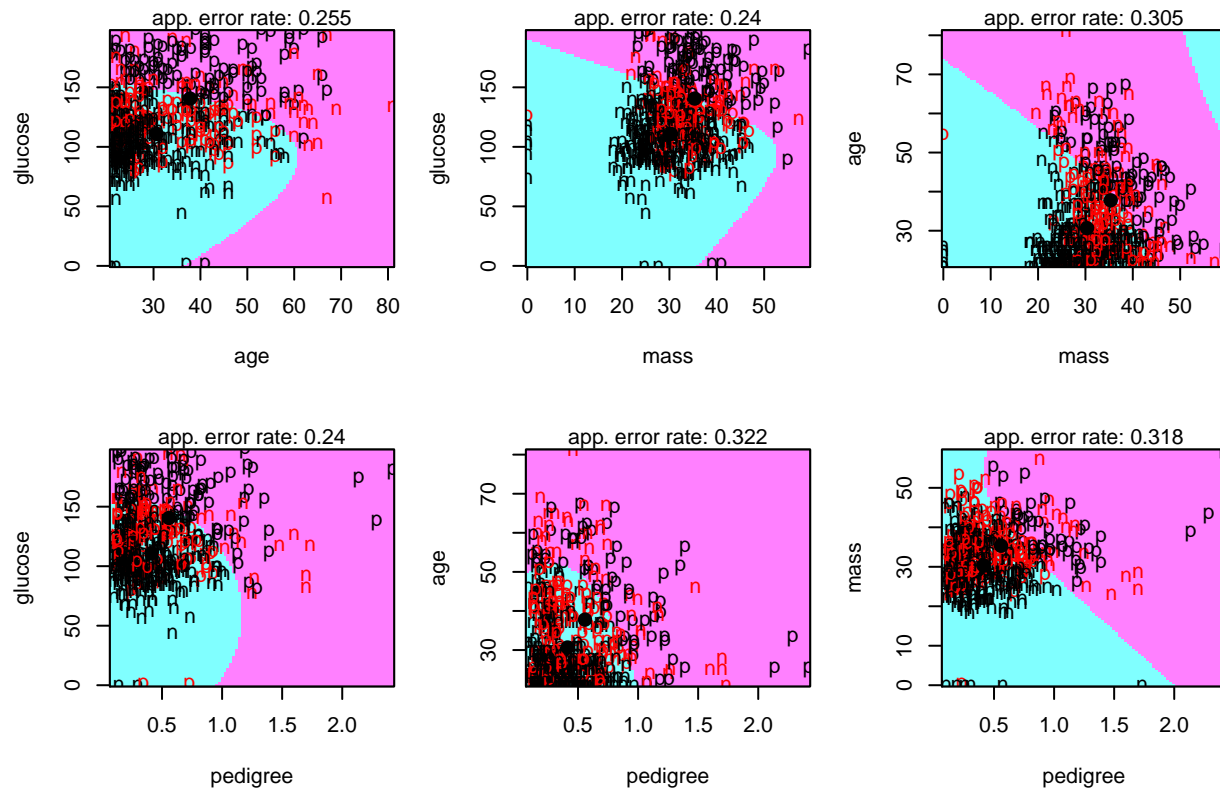 app. error rate: 0.255
glucose
0 50 100 150
30 40 50 60 70 80
age
app. error rate: 0.24
glucose
0 50 100 150
0 10 20 30 40 50
mass
app. error rate: 0.305
age
30 50 70
0 10 20 30 40 50
mass
app. error rate: 0.24
glucose
0 50 100 150
0.5 1.0 1.5 2.0
pedigree
app. error rate: 0.322
age
30 50 70
0.5 1.0 1.5 2.0
pedigree
app. error rate: 0.318
mass
0 10 30 50
0.5 1.0 1.5 2.0
pedigree